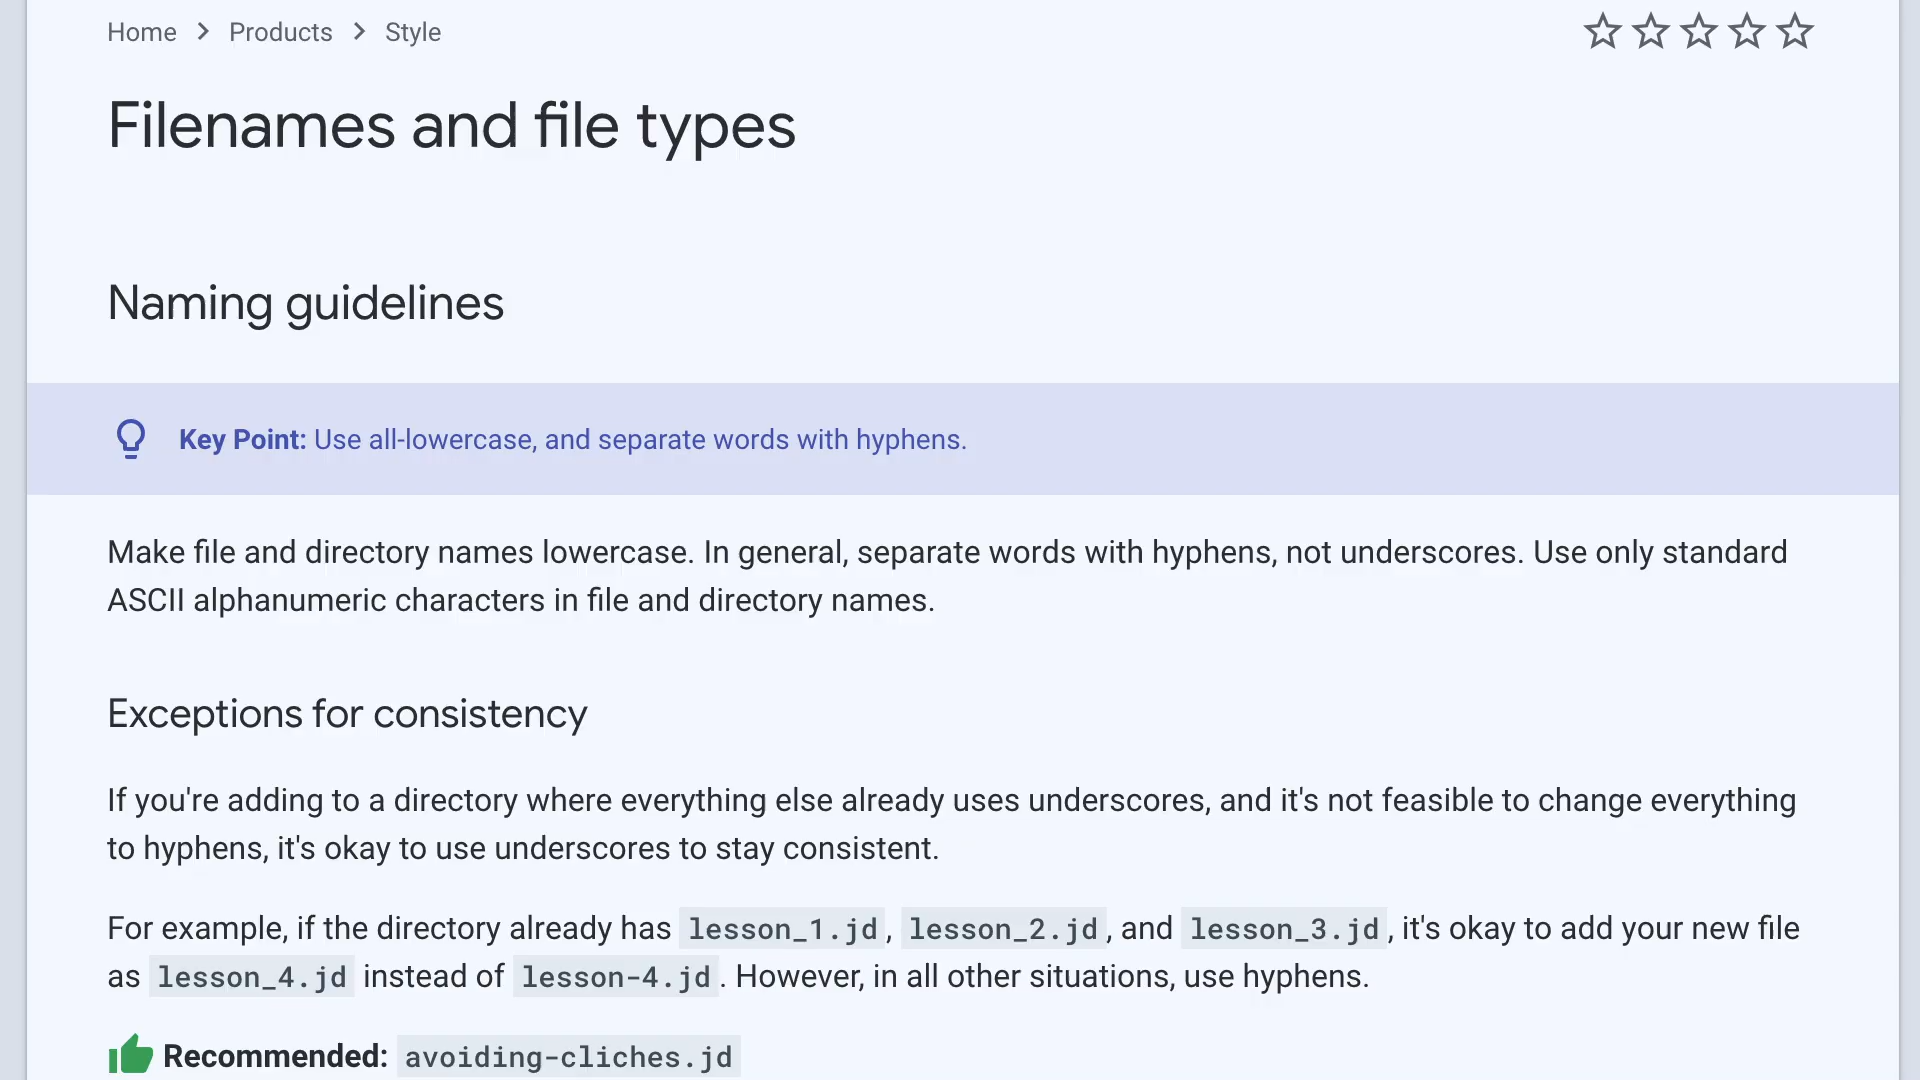 Home > Products > Style
Filenames and file types
Naming guidelines
Key Point: Use all-lowercase, and separate words with hyphens.
Make file and directory names lowercase. In general, separate words with hyphens, not underscores. Use only standard
ASCII alphanumeric characters in file and directory names.
Exceptions for consistency
If you're adding to a directory where everything else already uses underscores, and it's not feasible to change everything
to hyphens, it's okay to use underscores to stay consistent.
For example, if the directory already has lesson_1.jd, lesson_2.jd, and lesson_3.jd, it's okay to add your new file
as lesson_4.jd instead of lesson-4.jd. However, in all other situations, use hyphens.
Recommended: avoiding-cliches.jd